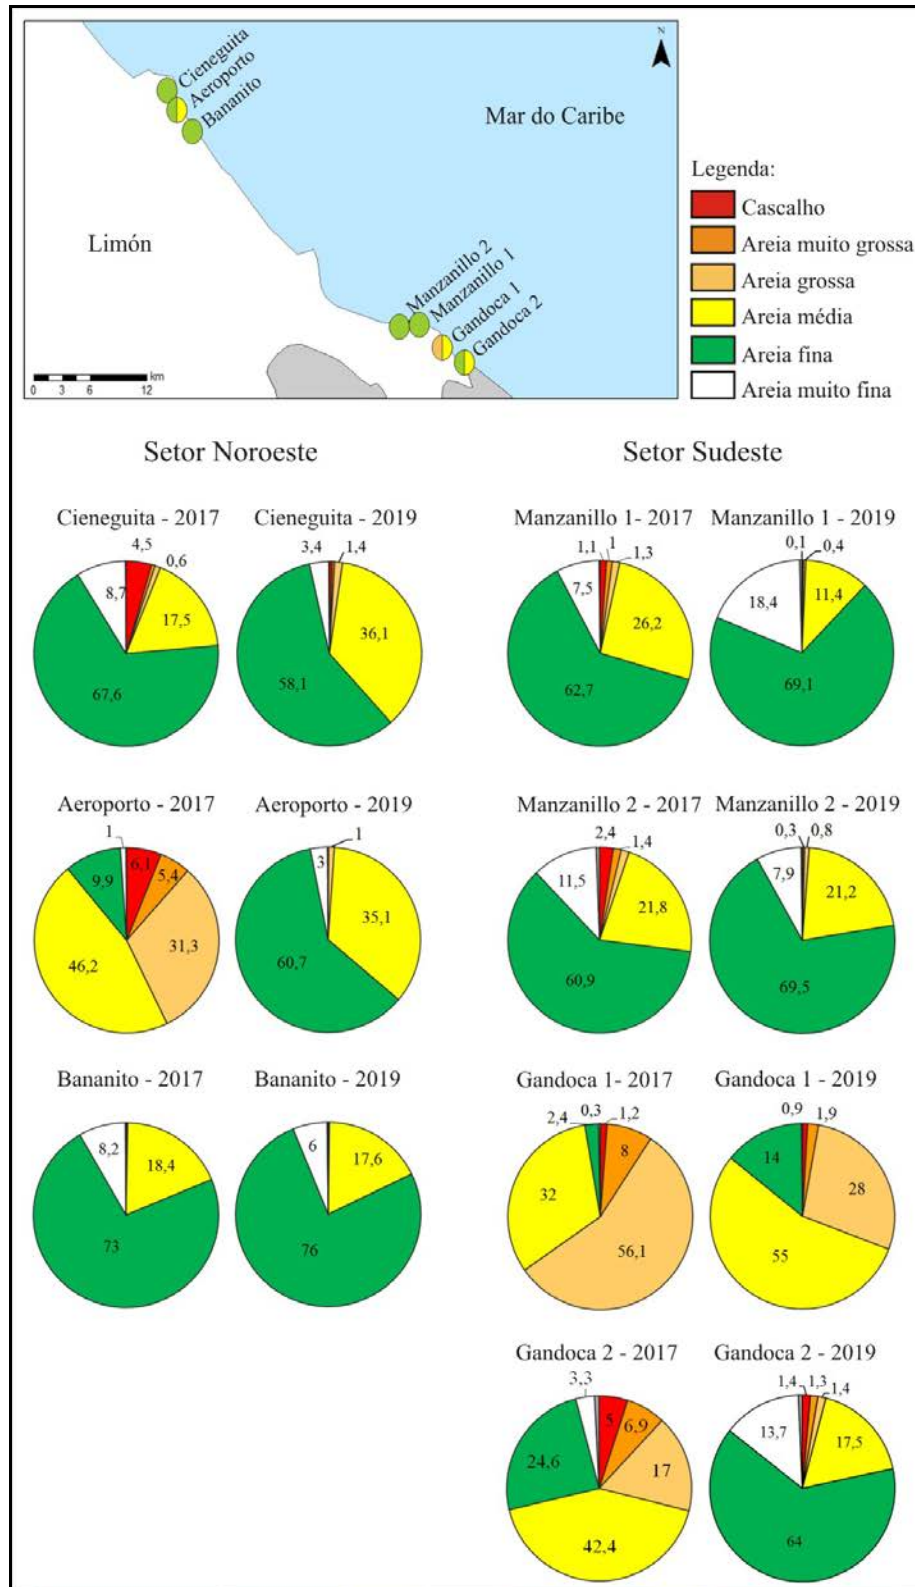 N
Cieneguita
Aeroporto
Bananito
Mar do Caribe
Limón
Manzanillo 2
Manzanillo 1
Gandoca 1
Gandoca 2
km
0 3 6 12
Legenda:
Cascalho
Areia muito grossa
Areia grossa
Areia média
Areia fina
Areia muito fina
Setor Noroeste
Setor Sudeste
Cieneguita - 2017
4,5
0,6
8,7
17,5
67,6
Cieneguita - 2019
3,4
1,4
36,1
58,1
Manzanillo 1- 2017
1,1
1
1,3
7,5
26,2
62,7
Manzanillo 1 - 2019
0,1
0,4
18,4
11,4
69,1
Aeroporto - 2017
1
6,1
5,4
9,9
31,3
46,2
Aeroporto - 2019
1
3
35,1
60,7
Manzanillo 2 - 2017
2,4
1,4
11,5
21,8
60,9
Manzanillo 2 - 2019
0,3
0,8
7,9
21,2
69,5
Bananito - 2017
8,2
18,4
73
Bananito - 2019
6
17,6
76
Gandoca 1- 2017
2,4
0,3
1,2
8
32
56,1
Gandoca 1 - 2019
0,9
1,9
14
28
55
Gandoca 2 - 2017
3,3
5
6,9
24,6
17
42,4
Gandoca 2 - 2019
1,4
1,3
1,4
13,7
17,5
64